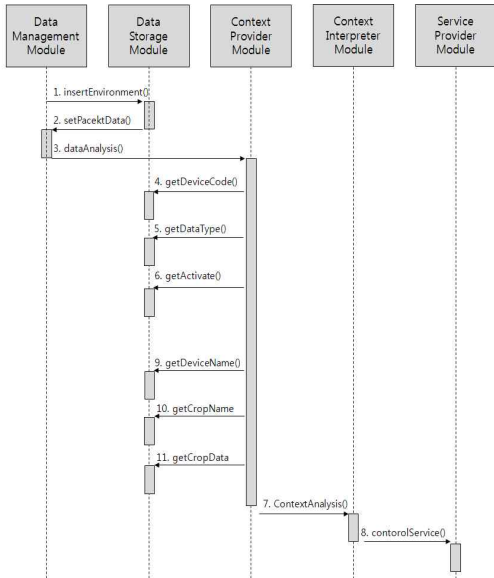 Data
Management
Module
Data
Storage
Module
Context
Provider
Module
Context
Interpreter
Module
Service
Provider
Module
1. insertEnvironment()
2. setPacektData()
3. dataAnalysis()
4. getDeviceCode()
5. getDataType()
6. getActivate()
9. getDeviceName()
10. getCropName
11. getCropData
7. ContextAnalysis()
8. contorolService()